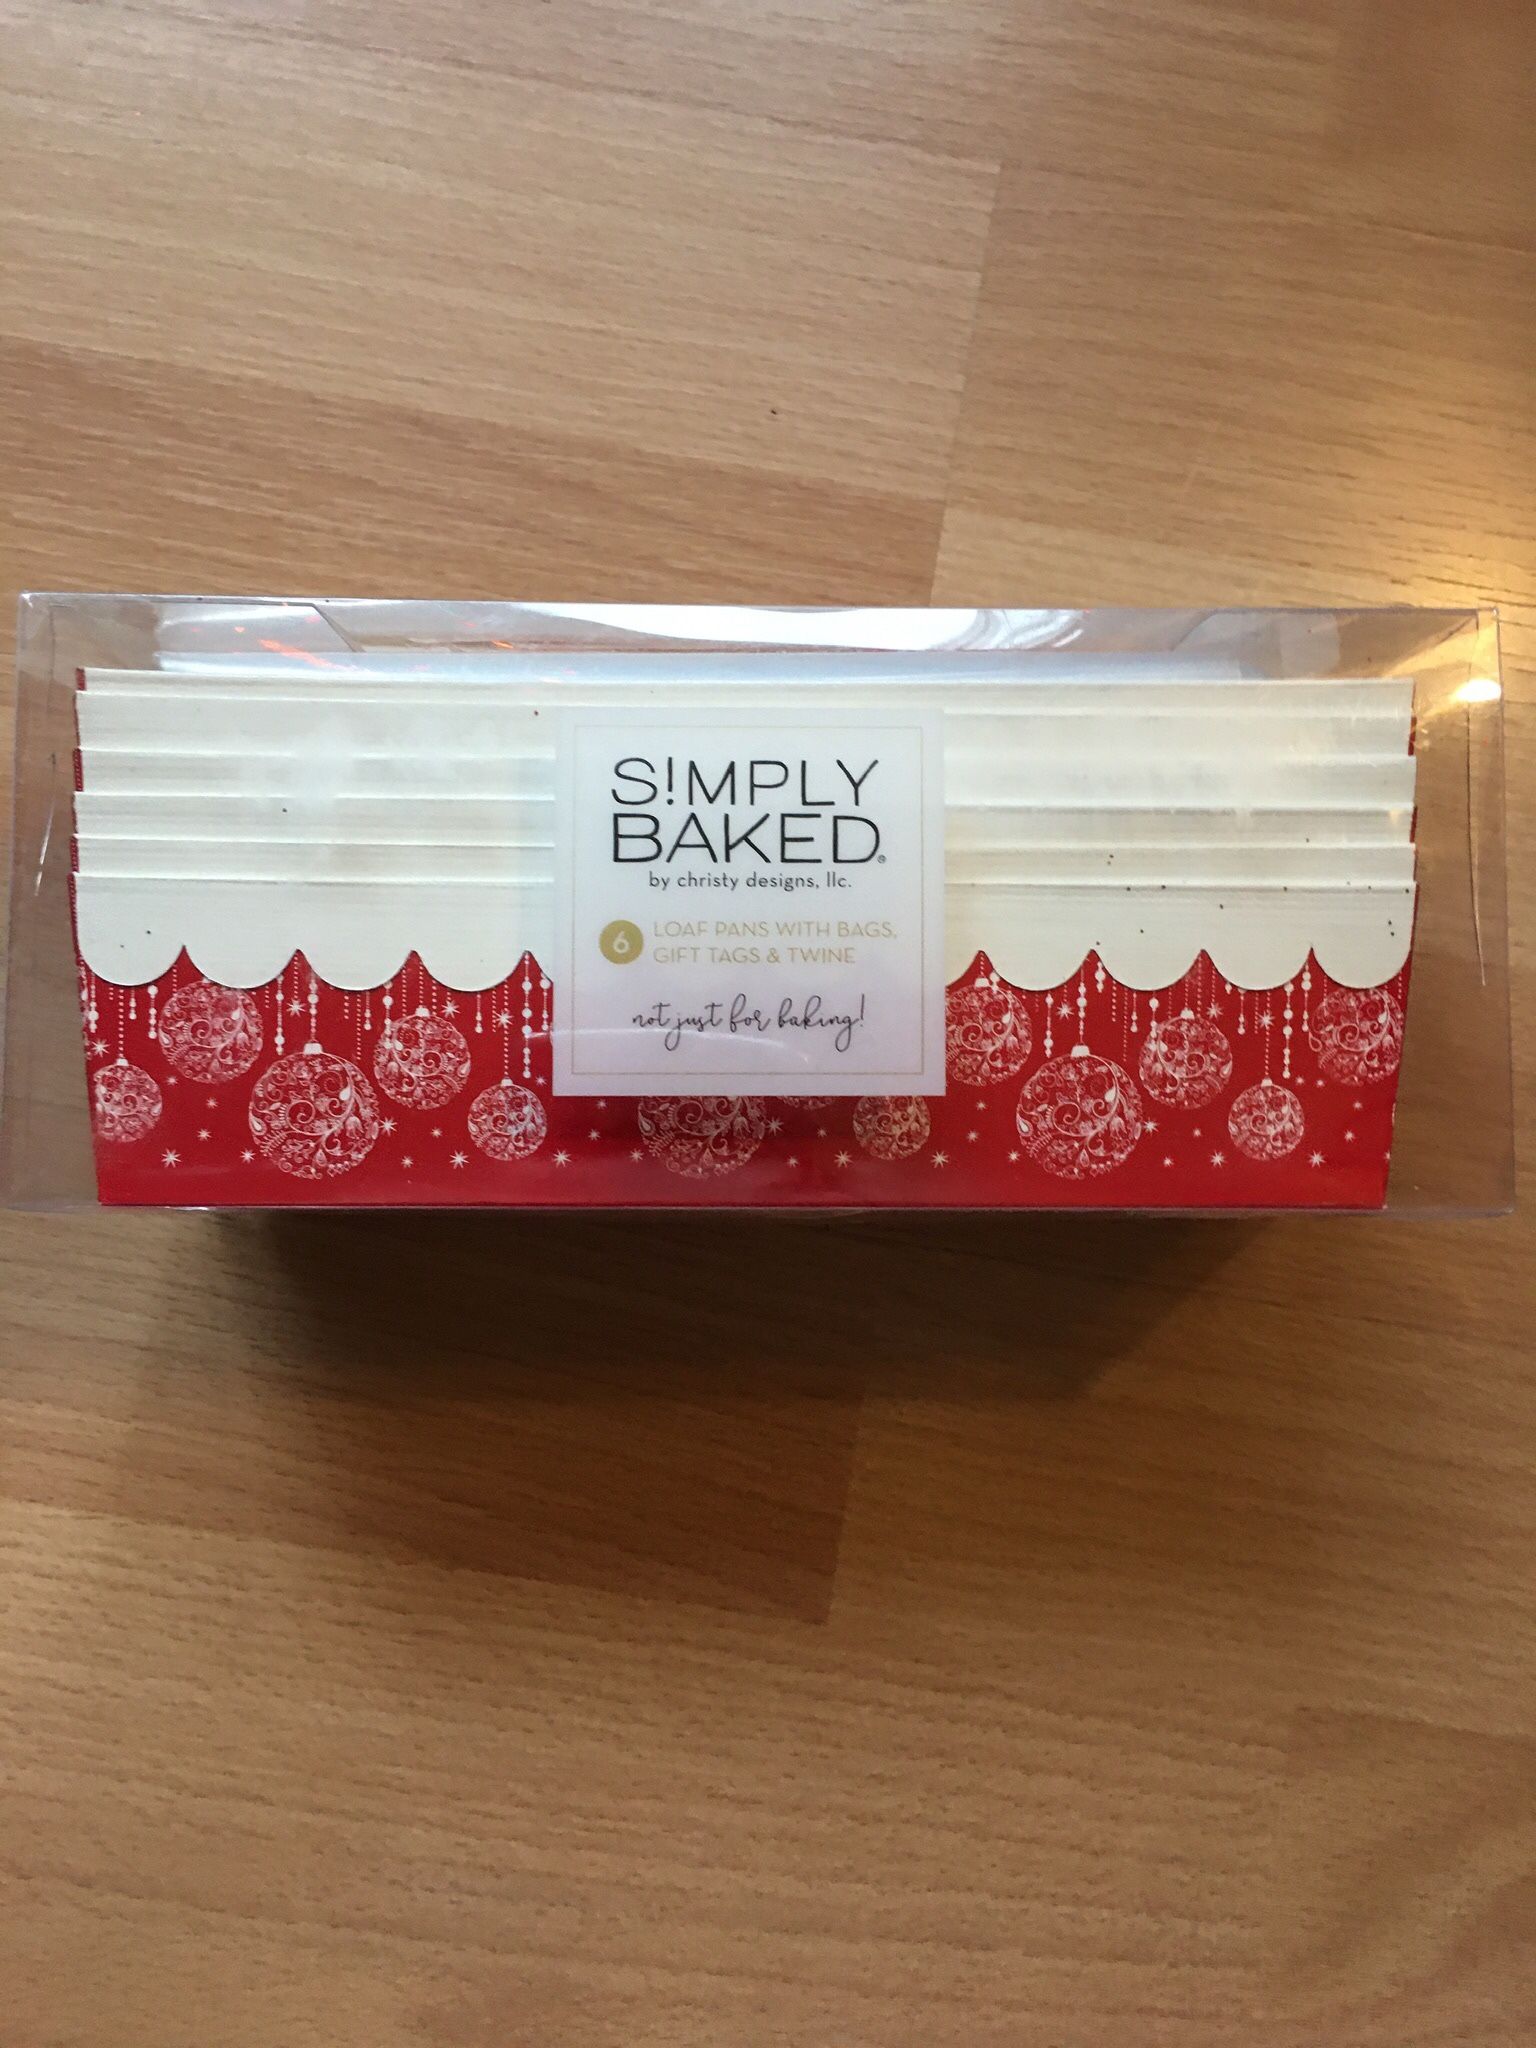 S!MPLY
BAKED®
by christy designs, llc.
6 LOAF PANS WITH BAGS,
GIFT TAGS & TWINE
not just for baking!